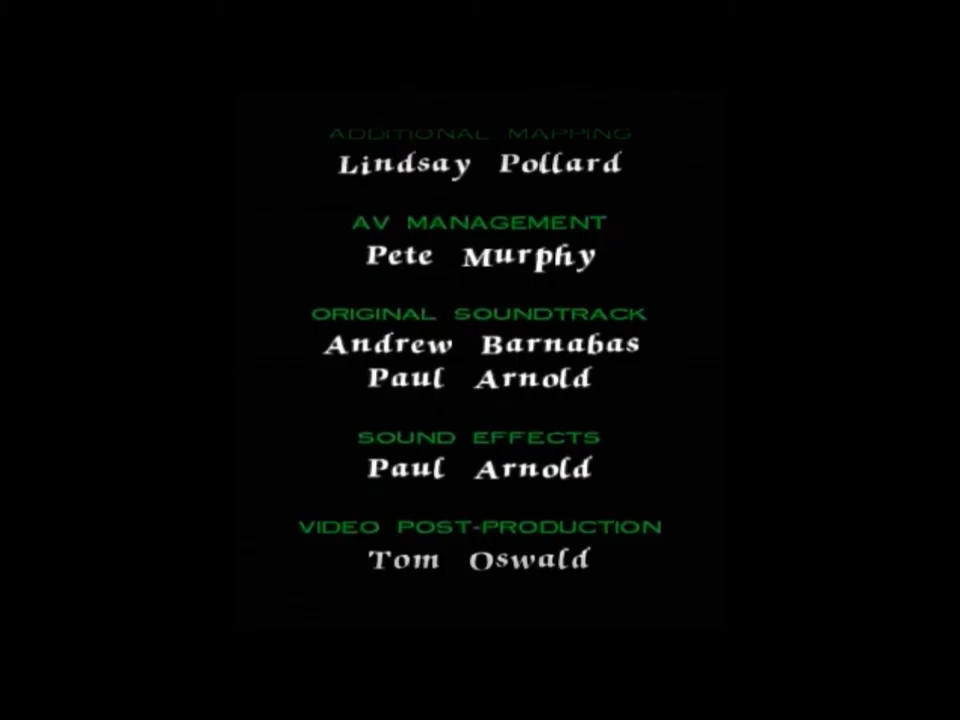 ADDITIONAL MAPPING
Lindsay Pollard
AV MANAGEMENT
Pete Murphy
ORIGINAL SOUNDTRACK
Andrew Barnabas
Paul Arnold
SOUND EFFECTS
Paul Arnold
VIDEO POST-PRODUCTION
Tom Oswald